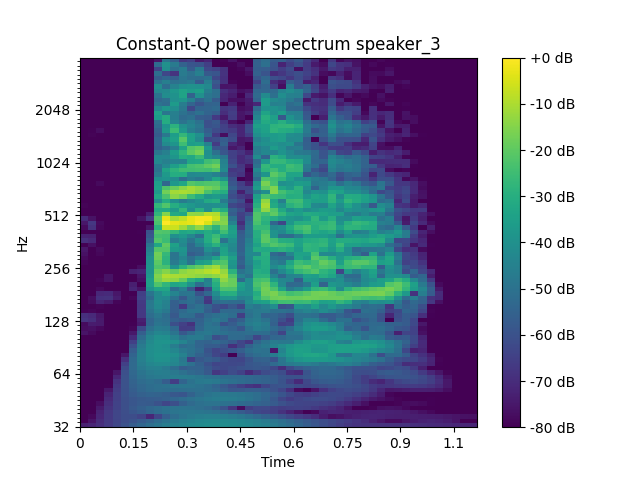 Constant-Q power spectrum speaker_3
Hz
2048
1024
512
256
128
64
32
0 0.15 0.3 0.45 0.6 0.75 0.9 1.1
Time
+0 dB
-10 dB
-20 dB
-30 dB
-40 dB
-50 dB
-60 dB
-70 dB
-80 dB